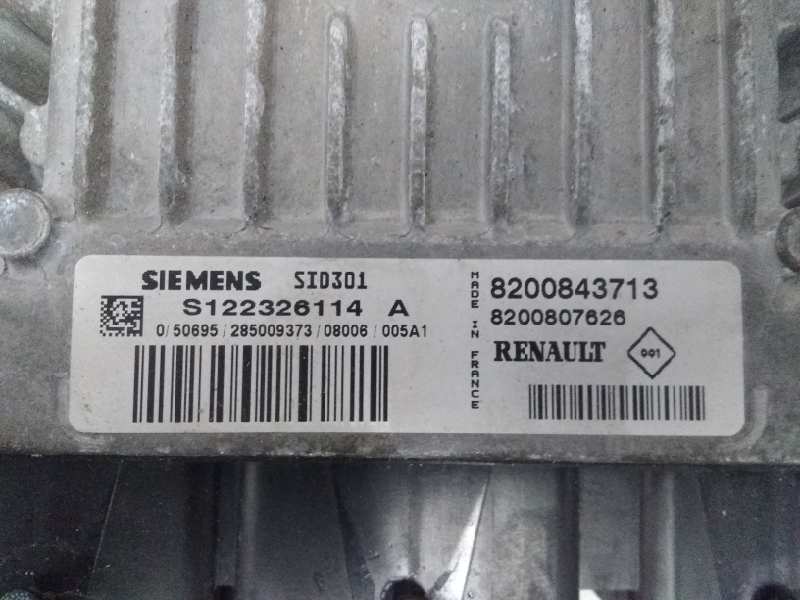 SIEMENS SID301
S122326114 A
0/50695/285009373/08006/005A1
MADE IN FRANCE
8200843713
8200807626
RENAULT 001